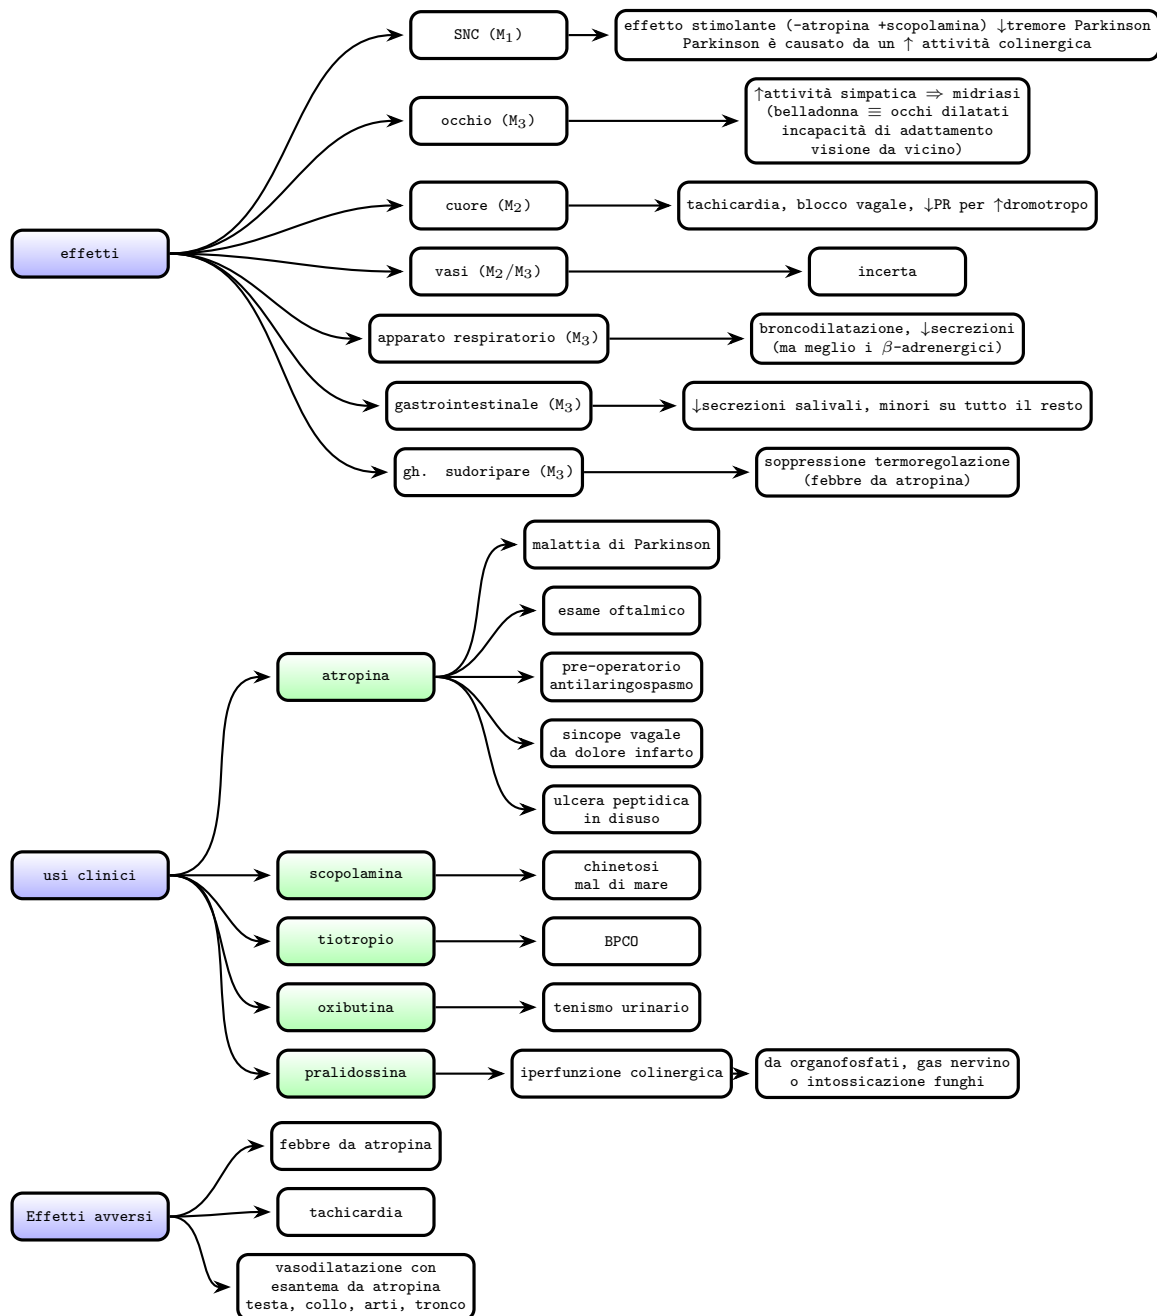 effetti
SNC (M1)
effetto stimolante (-atropina +scopolamina) ↓tremore Parkinson
Parkinson è causato da un ↑ attività colinergica
occhio (M3)
↑attività simpatica ⇒ midriasi
(belladonna ≡ occhi dilatati
incapacità di adattamento
visione da vicino)
cuore (M2)
tachicardia, blocco vagale, ↓PR per ↑dromotropo
vasi (M2/M3)
incerta
apparato respiratorio (M3)
broncodilatazione, ↓secrezioni
(ma meglio i β-adrenergici)
gastrointestinale (M3)
↓secrezioni salivali, minori su tutto il resto
gh. sudoripare (M3)
soppressione termoregolazione
(febbre da atropina)
usi clinici
atropina
malattia di Parkinson
esame oftalmico
pre-operatorio
antilaringospasmo
sincope vagale
da dolore infarto
ulcera peptidica
in disuso
scopolamina
chinetosi
mal di mare
tiotropio
BPCO
oxibutina
tenismo urinario
pralidossina
iperfunzione colinergica
da organofosfati, gas nervino
o intossicazione funghi
Effetti avversi
febbre da atropina
tachicardia
vasodilatazione con
esantema da atropina
testa, collo, arti, tronco